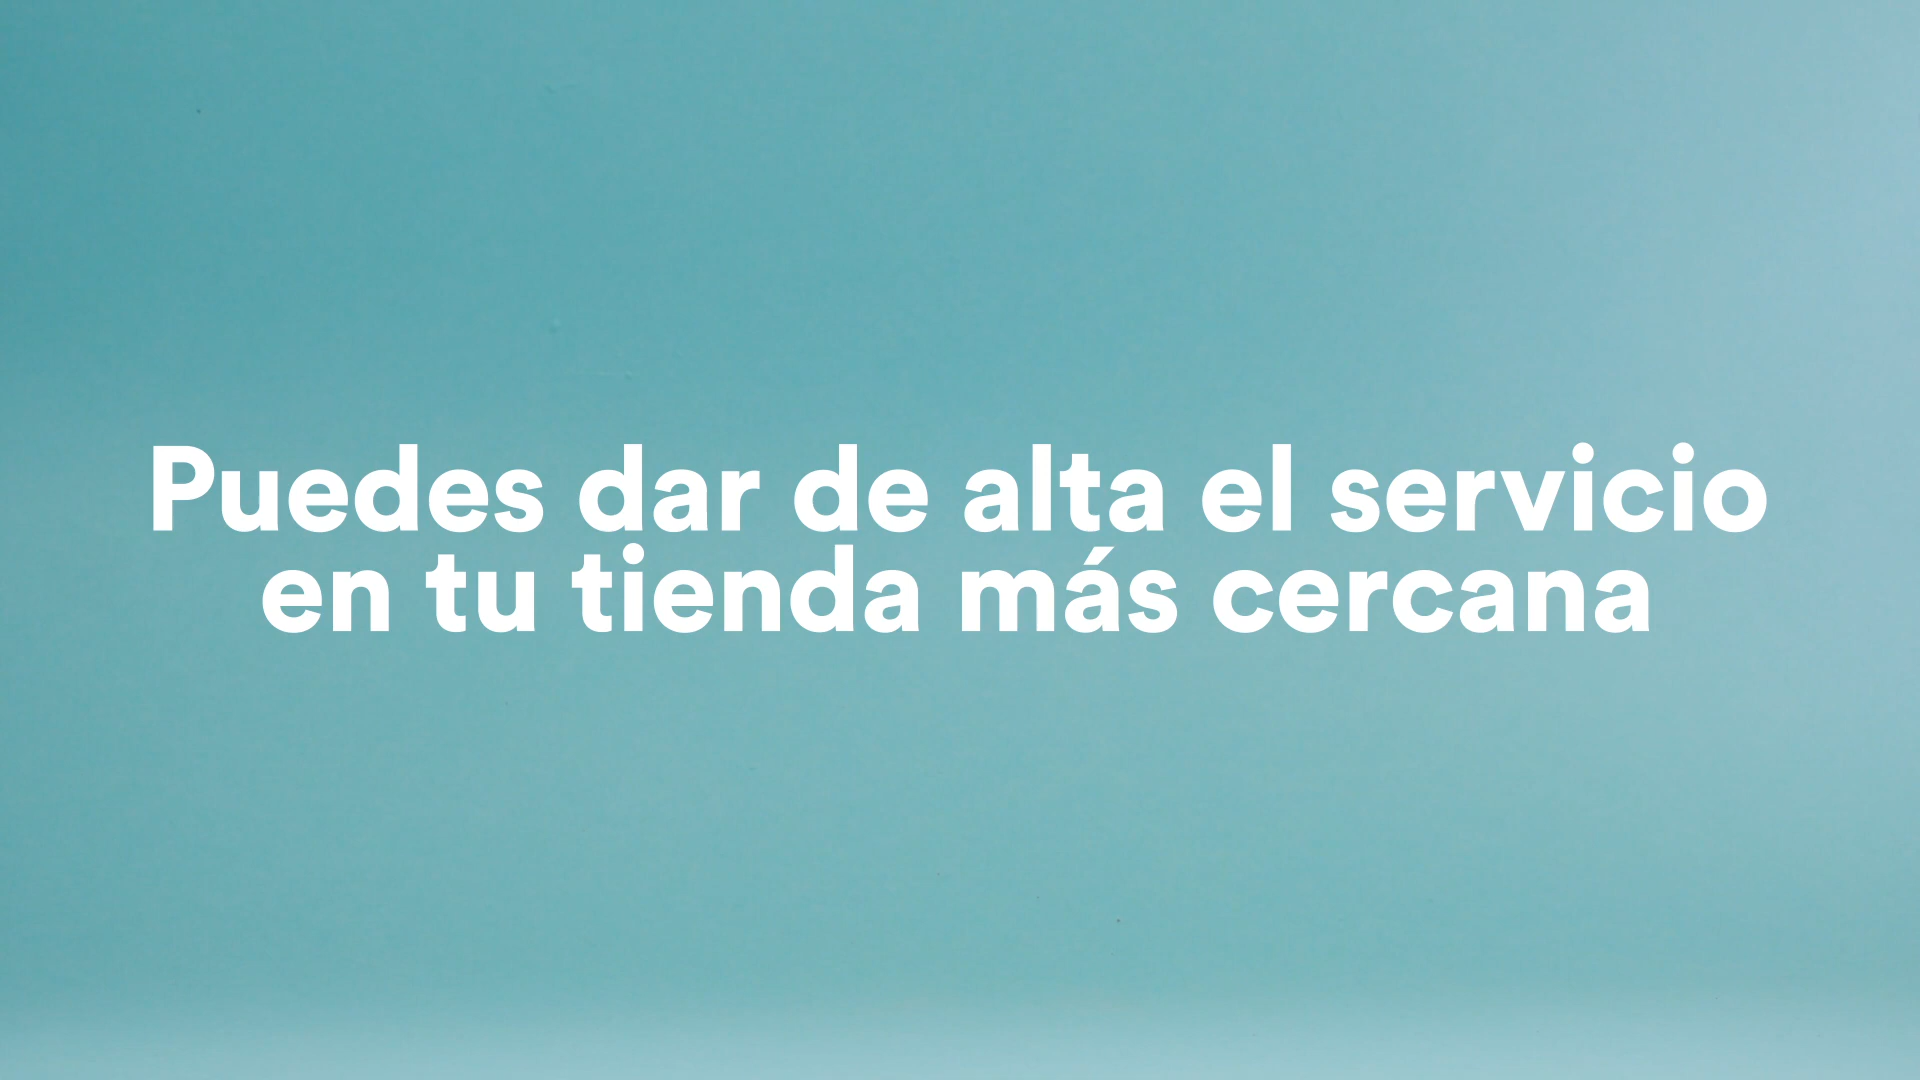 Puedes dar de alta el servicio
en tu tienda más cercana